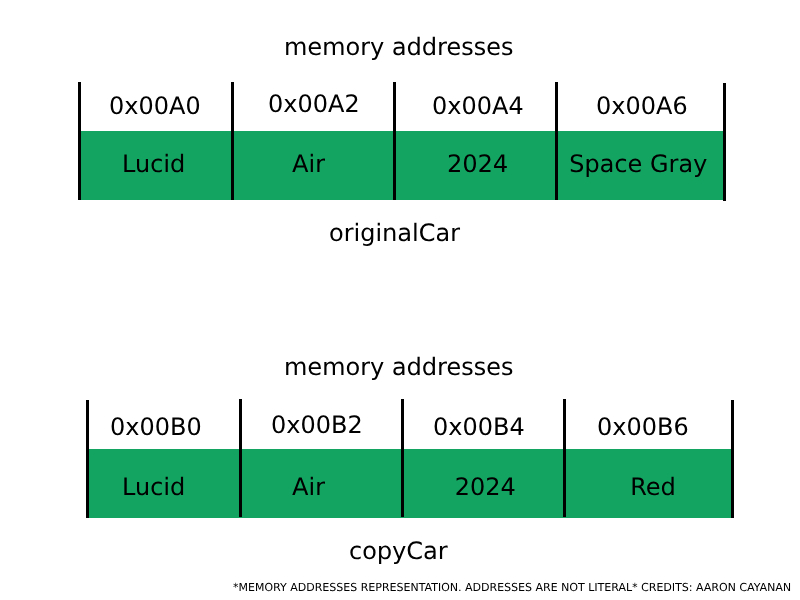 memory addresses
0x00A0 0x00A2 0x00A4 0x00A6
Lucid Air 2024 Space Gray
originalCar
memory addresses
0x00B0 0x00B2 0x00B4 0x00B6
Lucid Air 2024 Red
copyCar
*MEMORY ADDRESSES REPRESENTATION. ADDRESSES ARE NOT LITERAL* CREDITS: AARON CAYANAN